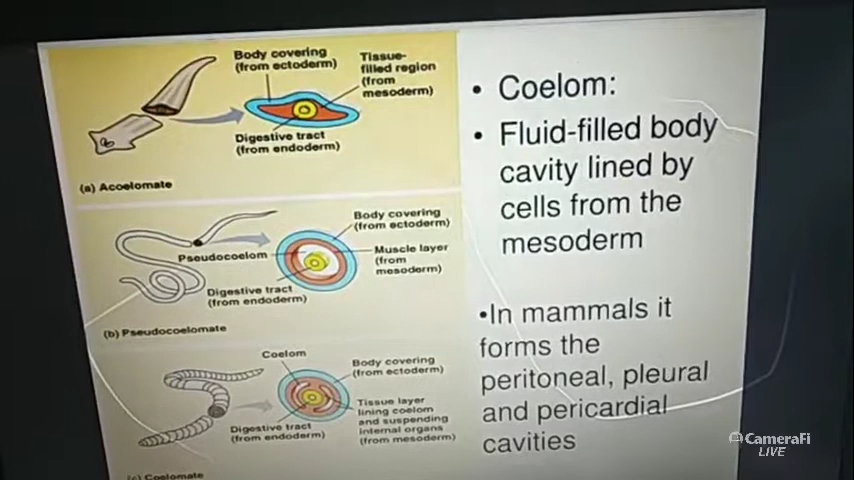 Body covering
(from ectoderm)
Tissue-
filled region
(from
mesoderm)
Digestive tract
(from endoderm)
(a) Acoelomate
Body covering
(from ectoderm)
Pseudocoelom
Muscle layer
(from
mesoderm)
Digestive tract
(from endoderm)
(b) Pseudocoelomate
Coelom
Body covering
(from ectoderm)
Tissue layer
lining coelom
and suspending
internal organs
(from mesoderm)
Digestive tract
(from endoderm)
(c) Coelomate
• Coelom:
• Fluid-filled body
cavity lined by
cells from the
mesoderm
•In mammals it
forms the
peritoneal, pleural
and pericardial
cavities
CameraFi
LIVE